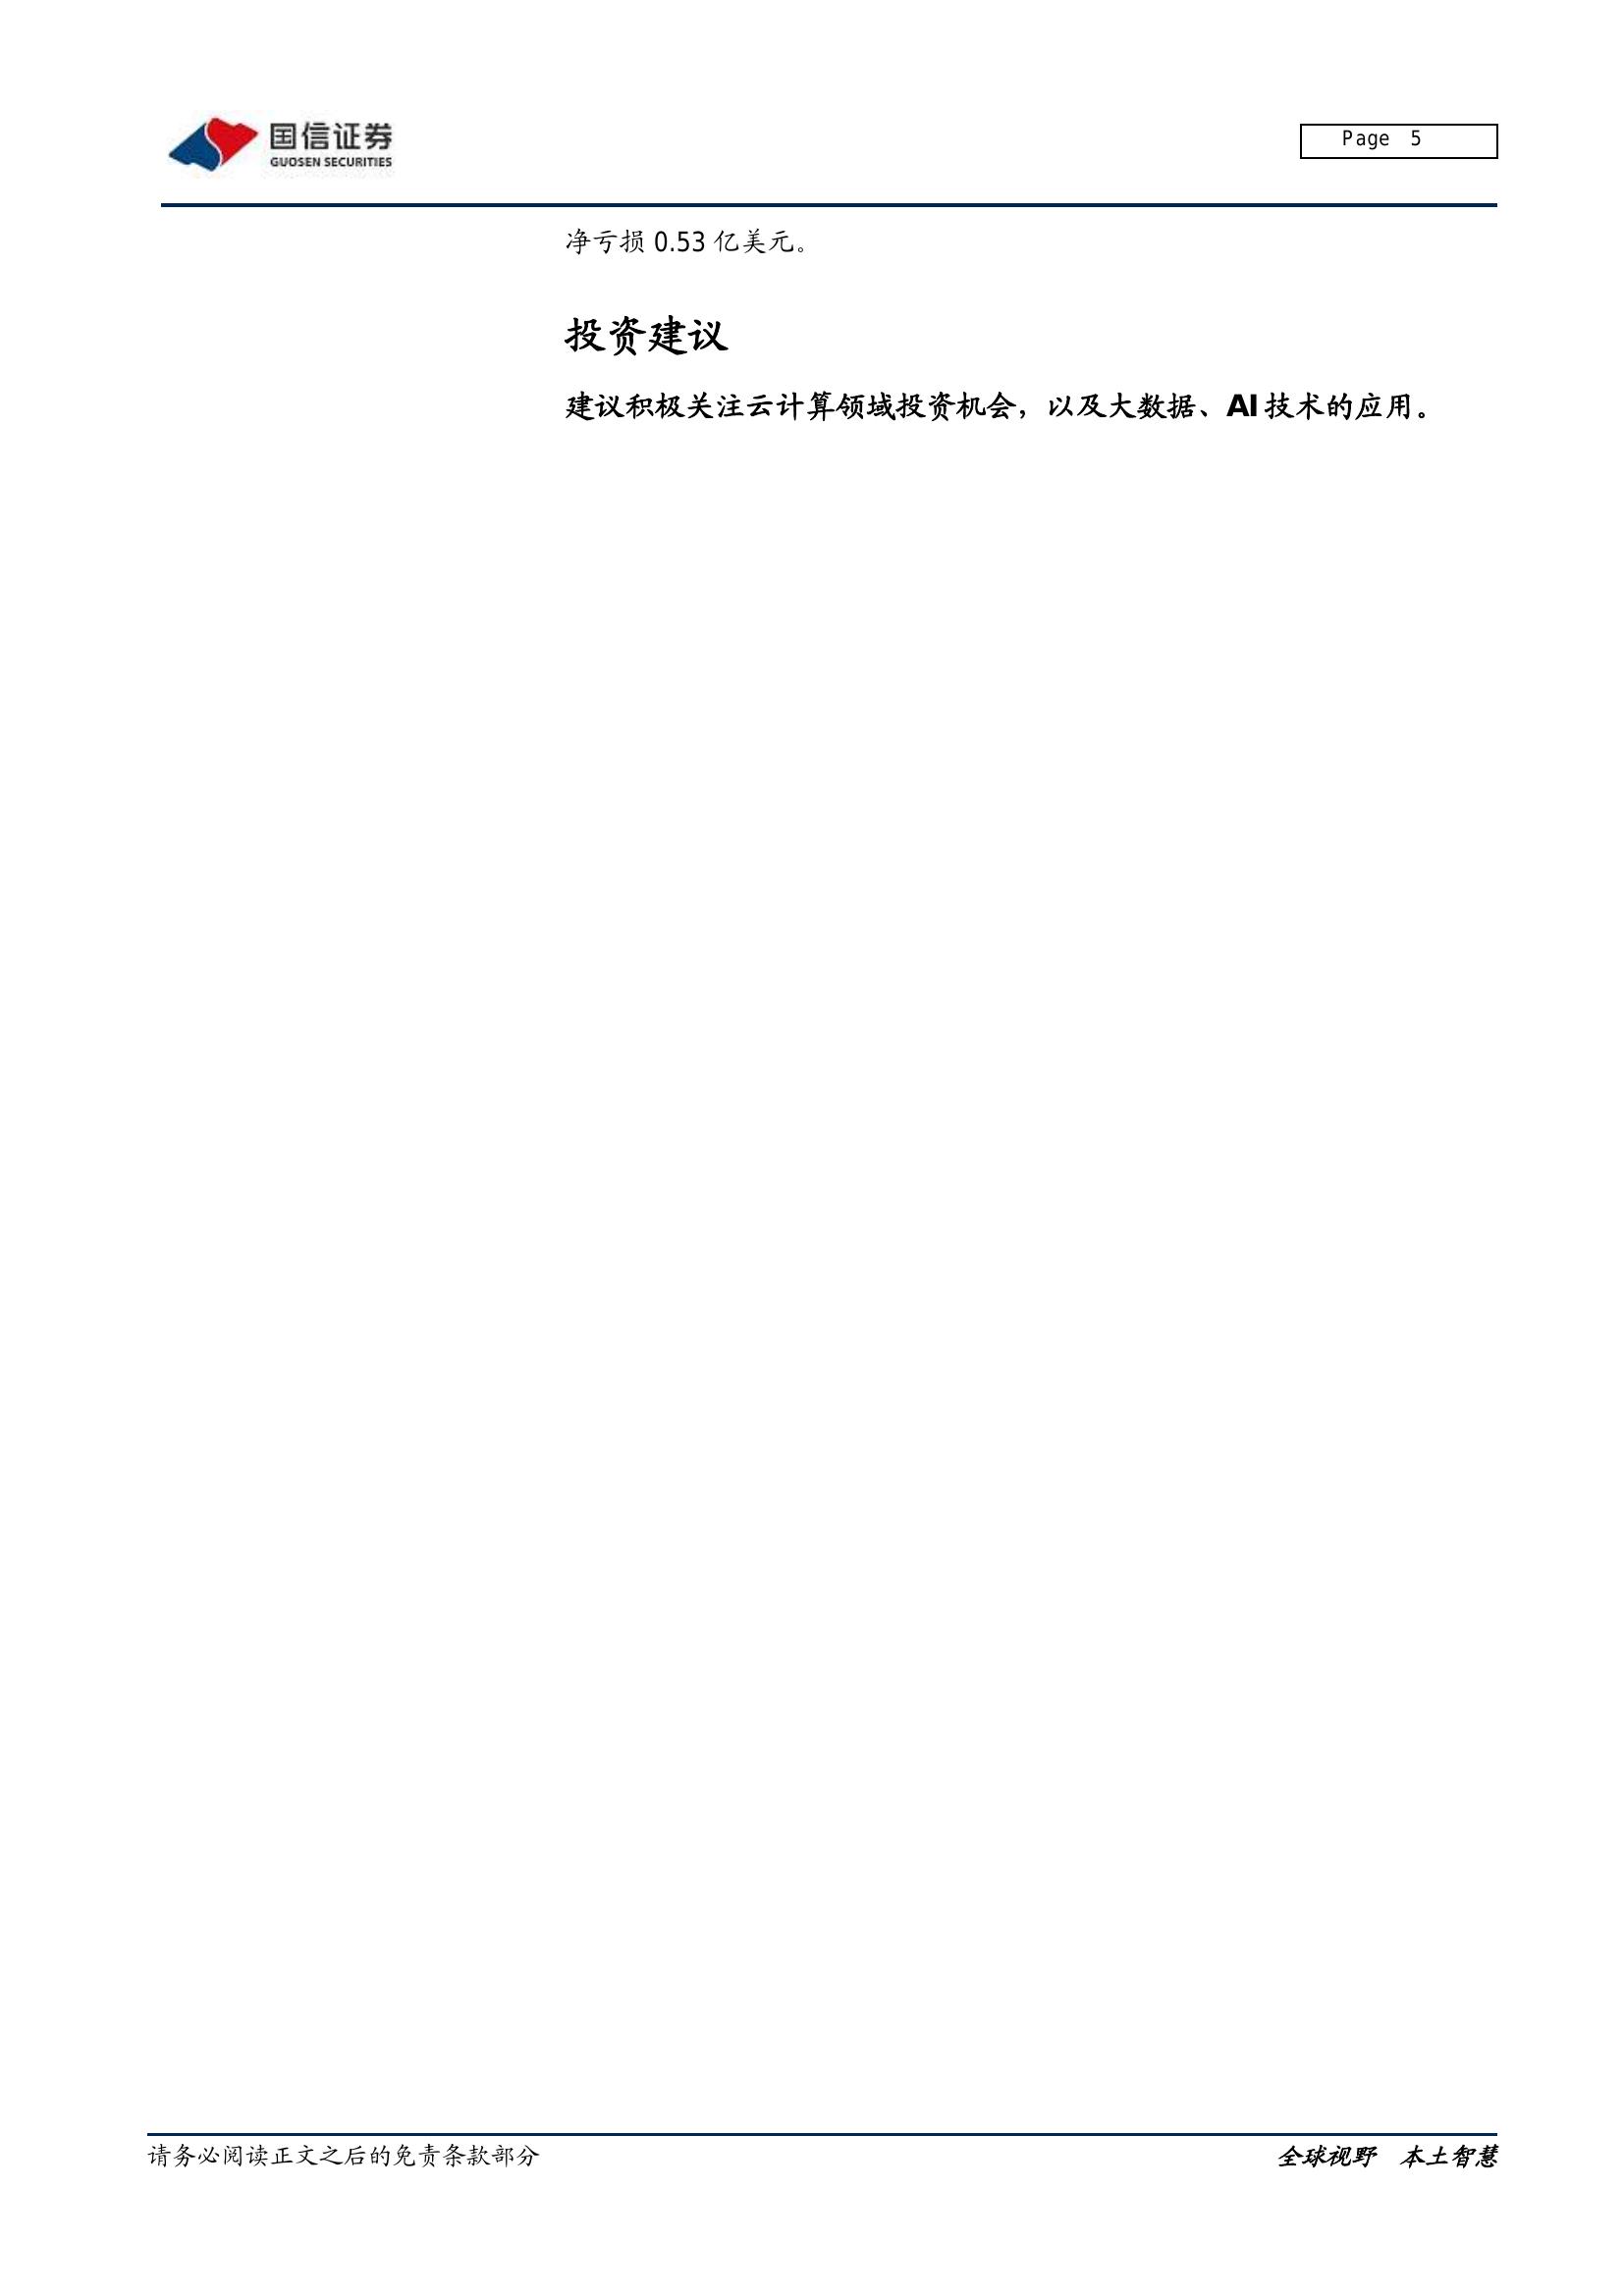 国信证券
GUOSEN SECURITIES
Page 5
净亏损 0.53 亿美元。
投资建议
建议积极关注云计算领域投资机会，以及大数据、AI 技术的应用。
请务必阅读正文之后的免责条款部分
全球视野 本土智慧